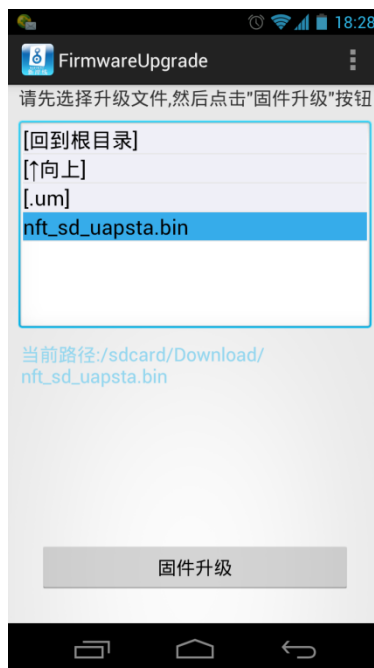 18:28
FirmwareUpgrade
请先选择升级文件,然后点击"固件升级"按钮
[回到根目录]
[↑向上]
[.um]
nft_sd_uapsta.bin
当前路径:/sdcard/Download/
nft_sd_uapsta.bin
固件升级